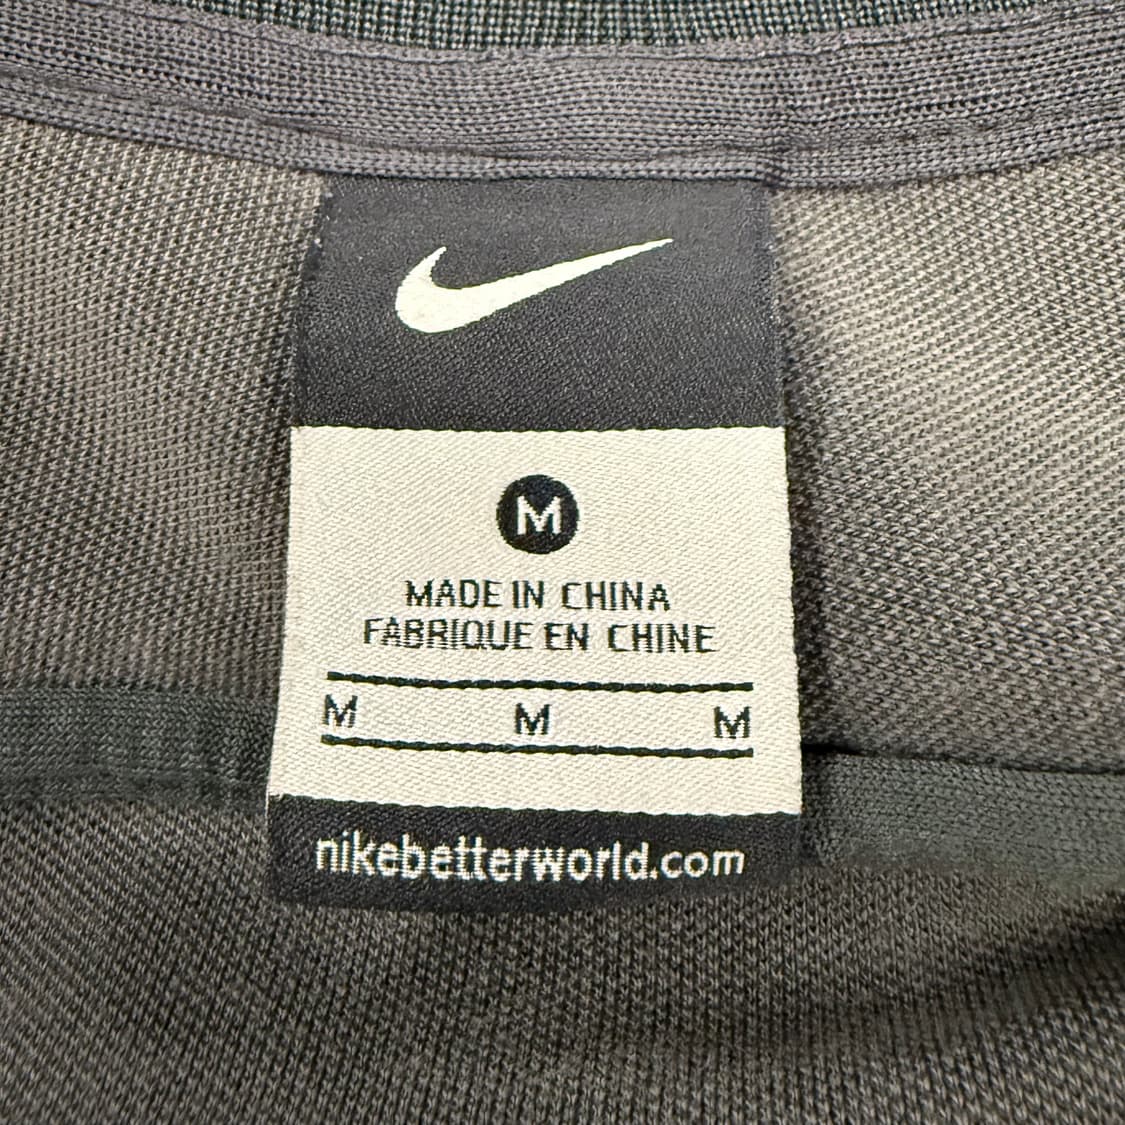 M
MADE IN CHINA
FABRIQUE EN CHINE
M M M
nikebetterworld.com